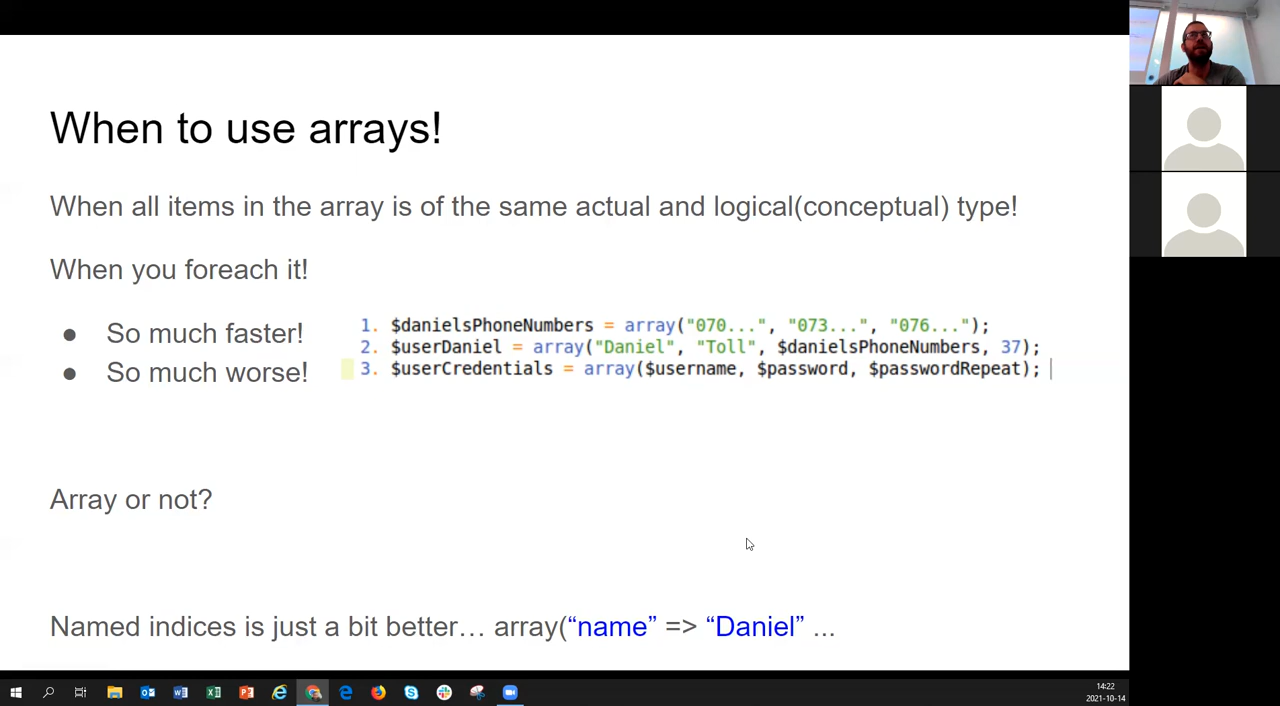 When to use arrays!
When all items in the array is of the same actual and logical(conceptual) type!
When you foreach it!
● So much faster!
● So much worse!
1. $danielsPhoneNumbers = array("070...", "073...", "076...");
2. $userDaniel = array("Daniel", "Toll", $danielsPhoneNumbers, 37);
3. $userCredentials = array($username, $password, $passwordRepeat);
Array or not?
Named indices is just a bit better… array(“name” => “Daniel” ...
14:22
2021-10-14